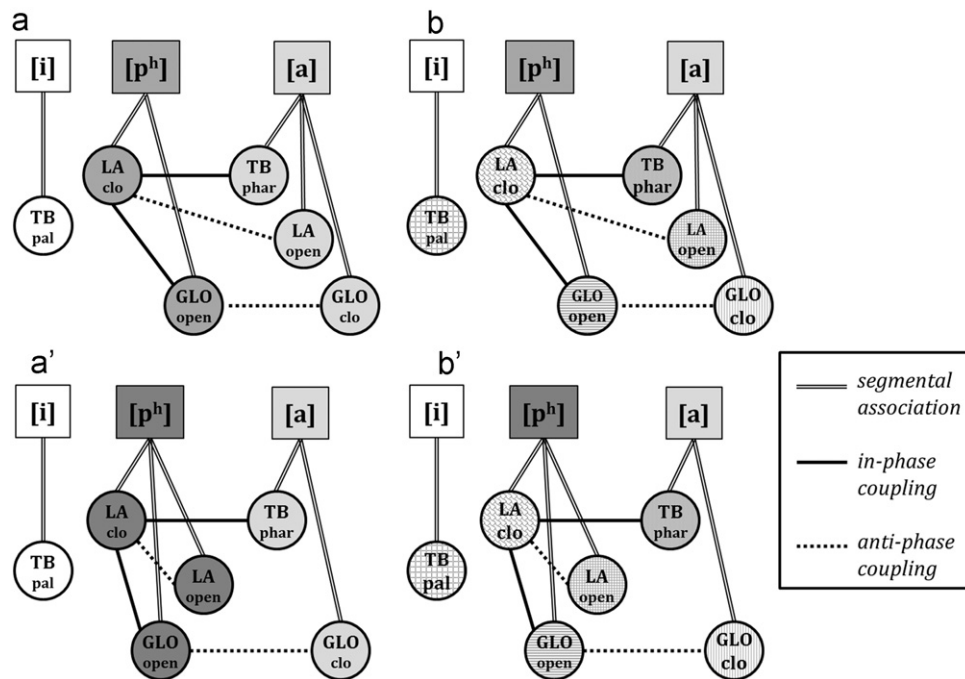 a
b
[i]
[pʰ]
[a]
[i]
[pʰ]
[a]
LA
clo
TB
phar
LA
clo
TB
phar
TB
pal
LA
open
TB
pal
LA
open
GLO
open
GLO
clo
GLO
open
GLO
clo
a’
b’
[i]
[pʰ]
[a]
[i]
[pʰ]
[a]
segmental
association
in-phase
coupling
anti-phase
coupling
LA
clo
TB
phar
LA
clo
TB
phar
TB
pal
LA
open
TB
pal
LA
open
GLO
open
GLO
clo
GLO
open
GLO
clo